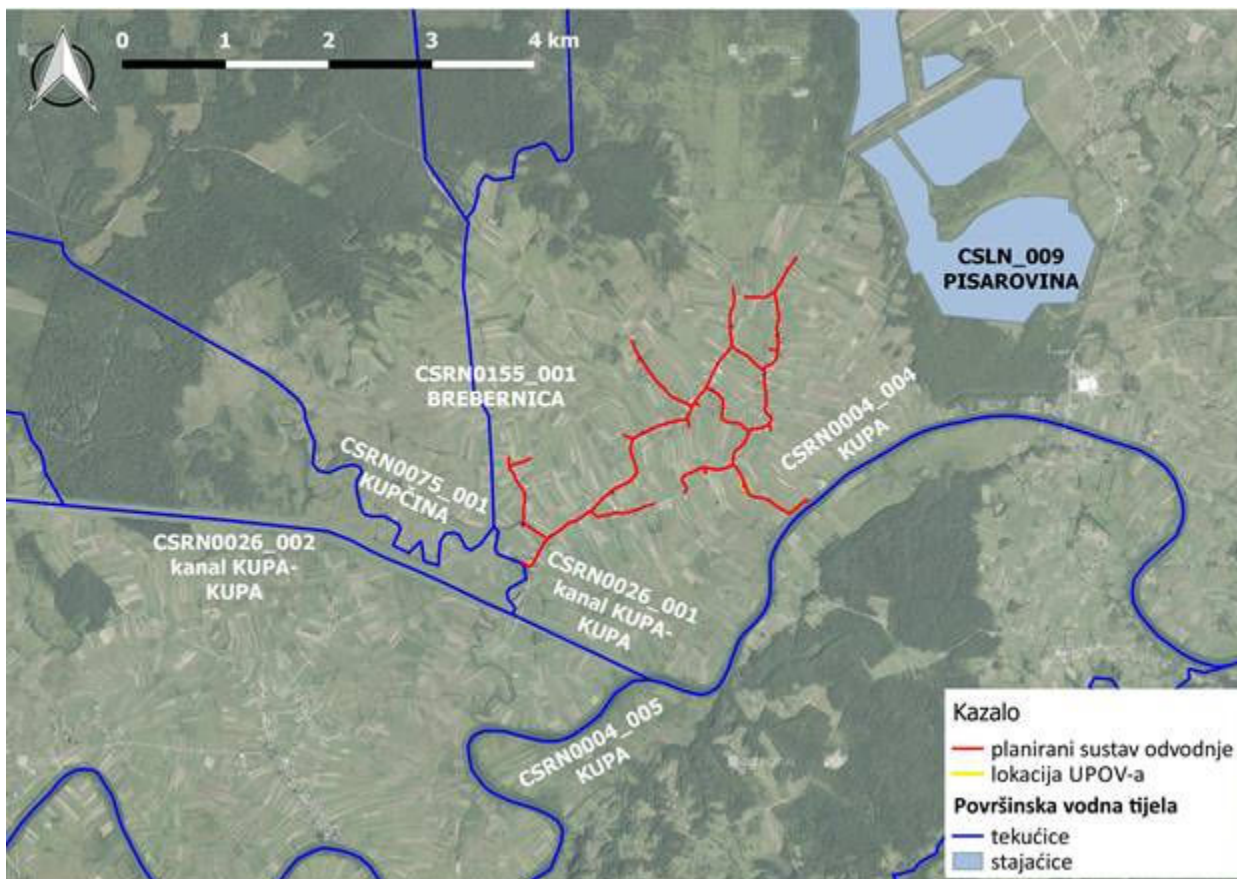 0 1 2 3 4 km
CSLN_009
PISAROVINA
CSRN0155_001
BREBERNICA
CSRN0004_004
KUPA
CSRN0075_001
KUPČINA
CSRN0026_002
kanal KUPA-
KUPA
CSRN0026_001
kanal KUPA-
KUPA
CSRN0004_005
KUPA
Kazalo
planirani sustav odvodnje
lokacija UPOV-a
Površinska vodna tijela
tekućice
stajaćice